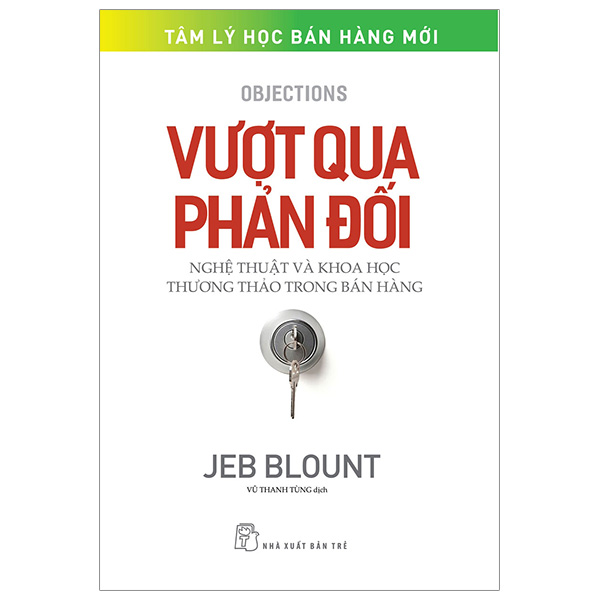 TÂM LÝ HỌC BÁN HÀNG MỚI
OBJECTIONS
VƯỢT QUA
PHẢN ĐỐI
NGHỆ THUẬT VÀ KHOA HỌC
THƯƠNG THẢO TRONG BÁN HÀNG
JEB BLOUNT
VŨ THANH TÙNG dịch
NHÀ XUẤT BẢN TRẺ